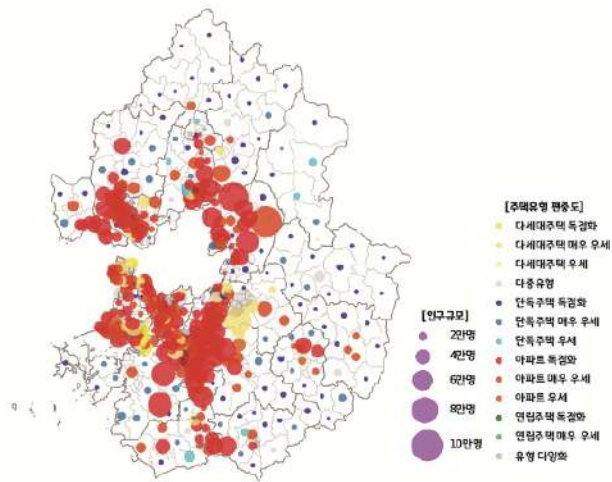 [주택유형 편중도]
다세대주택 독점화
다세대주택 매우 우세
다세대주택 우세
다중유형
단독주택 독점화
단독주택 매우 우세
단독주택 우세
아파트 독점화
아파트 매우 우세
아파트 우세
연립주택 독점화
연립주택 매우 우세
유형 다양화
[인구규모]
2만명
4만명
6만명
8만명
10만명